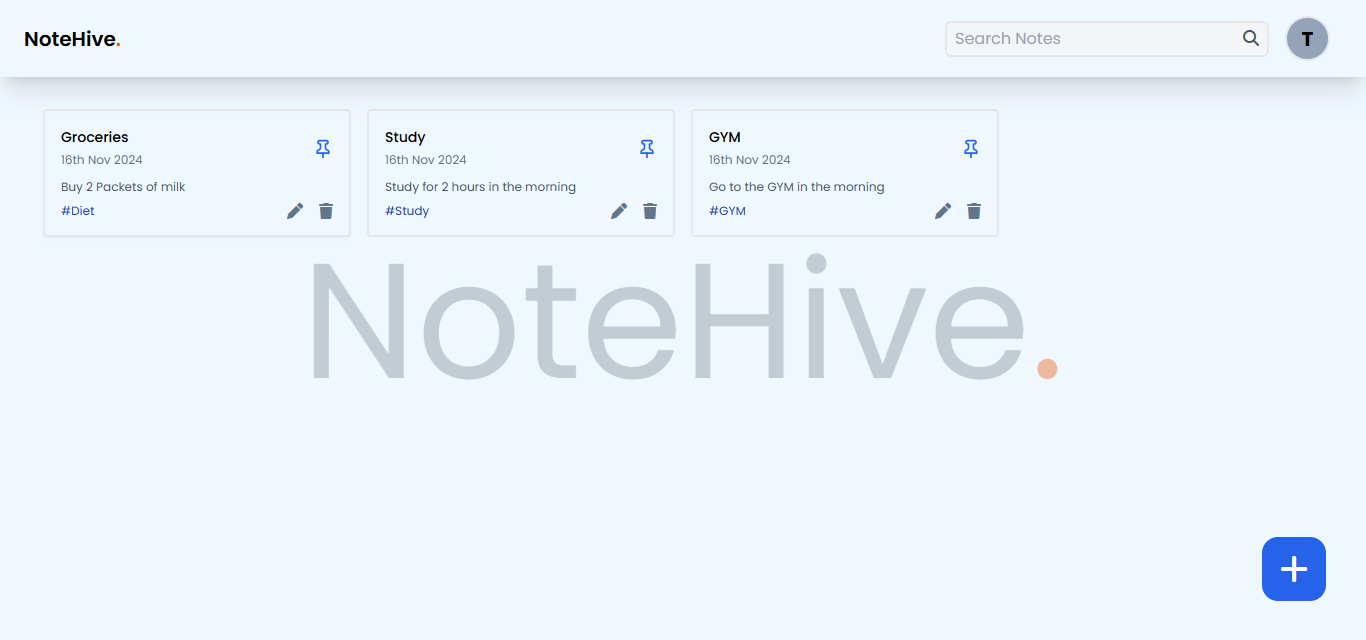 NoteHive.
Search Notes
T
Groceries
16th Nov 2024
Buy 2 Packets of milk
#Diet
Study
16th Nov 2024
Study for 2 hours in the morning
#Study
GYM
16th Nov 2024
Go to the GYM in the morning
#GYM
NoteHive.